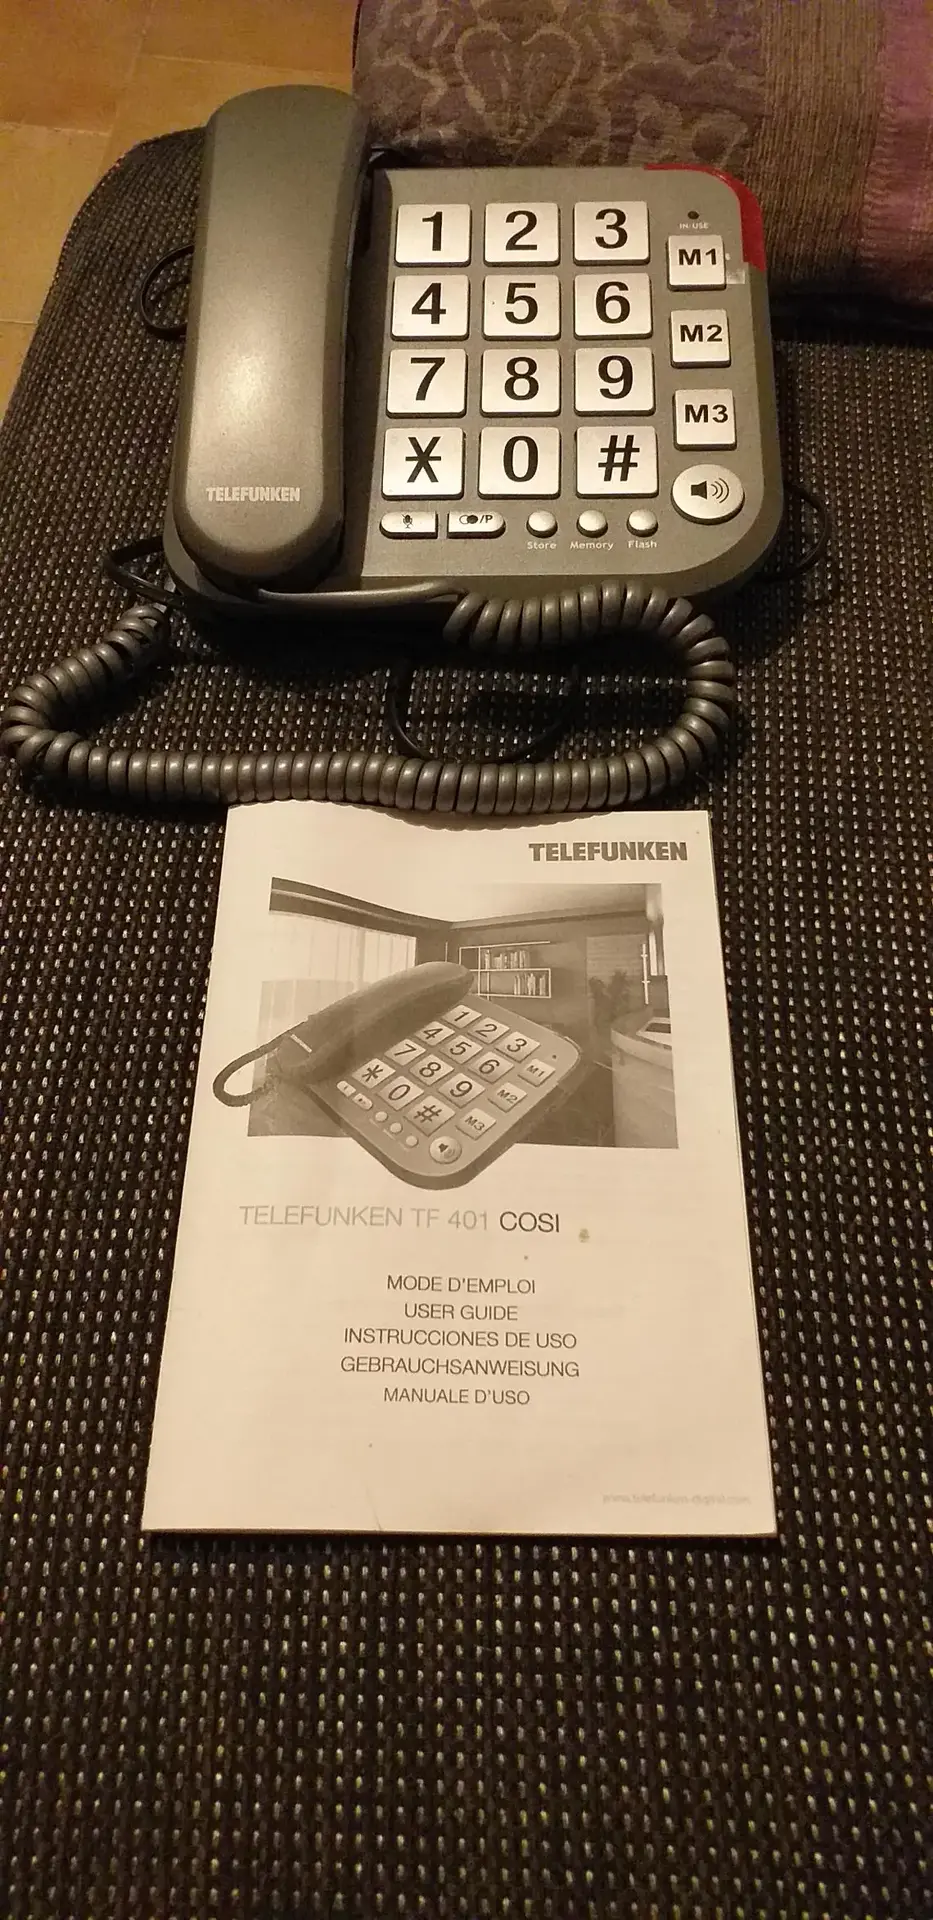 1 2 3
IN USE
M1
4 5 6
M2
7 8 9
M3
* 0 #
/P
Store Memory Flash
TELEFUNKEN
TELEFUNKEN
1 2 3
4 5 6
7 8 9
* 0 #
M1
M2
M3
TELEFUNKEN TF 401 COSI
MODE D'EMPLOI
USER GUIDE
INSTRUCCIONES DE USO
GEBRAUCHSANWEISUNG
MANUALE D'USO